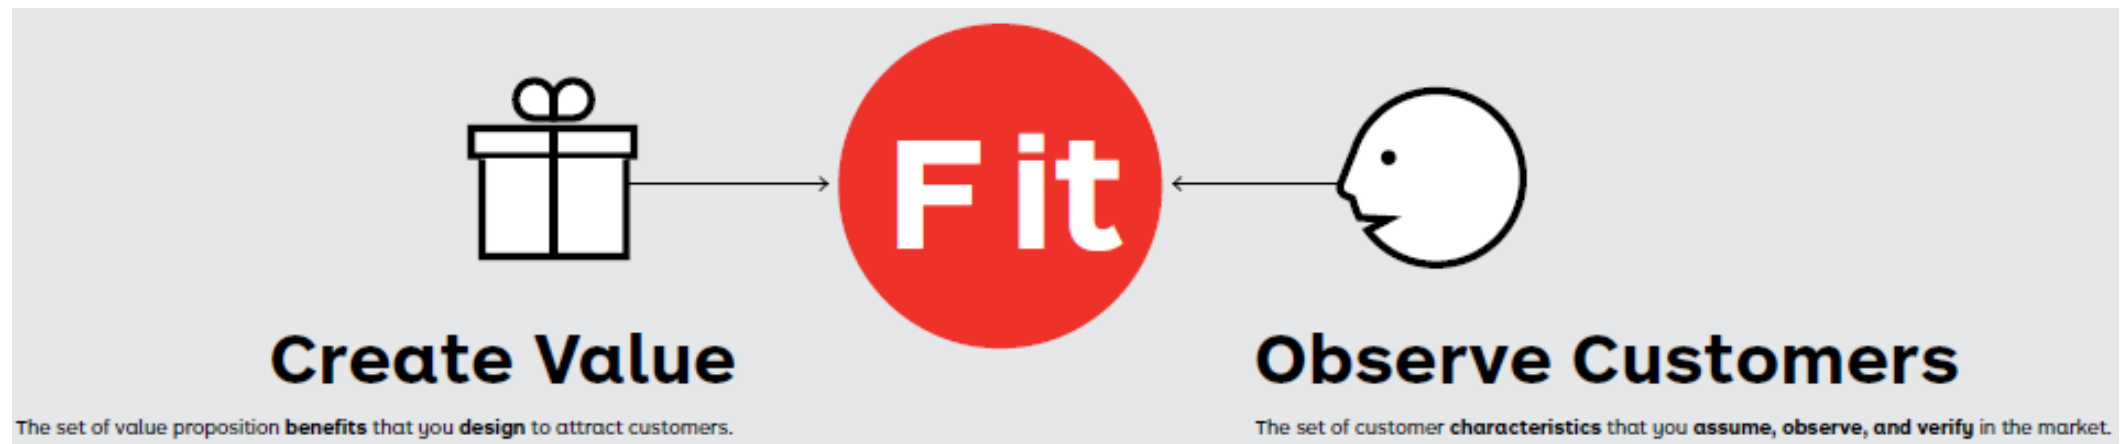 Fit
Create Value
The set of value proposition benefits that you design to attract customers.
Observe Customers
The set of customer characteristics that you assume, observe, and verify in the market.